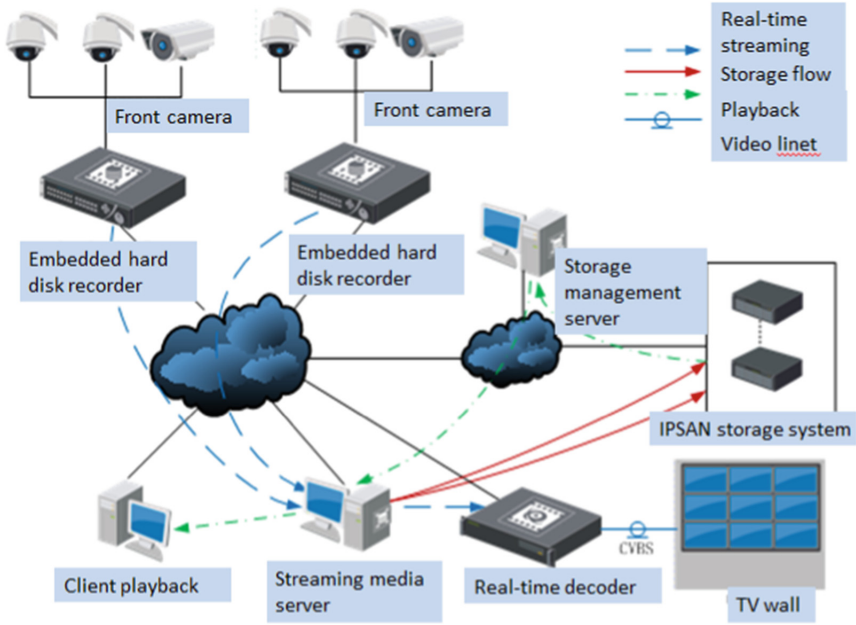 Real-time
streaming
Storage flow
Playback
Video linet
Front camera
Front camera
Embedded hard
disk recorder
Embedded hard
disk recorder
Storage
management
server
IPSAN storage system
CVBS
Client playback
Streaming media
server
Real-time decoder
TV wall